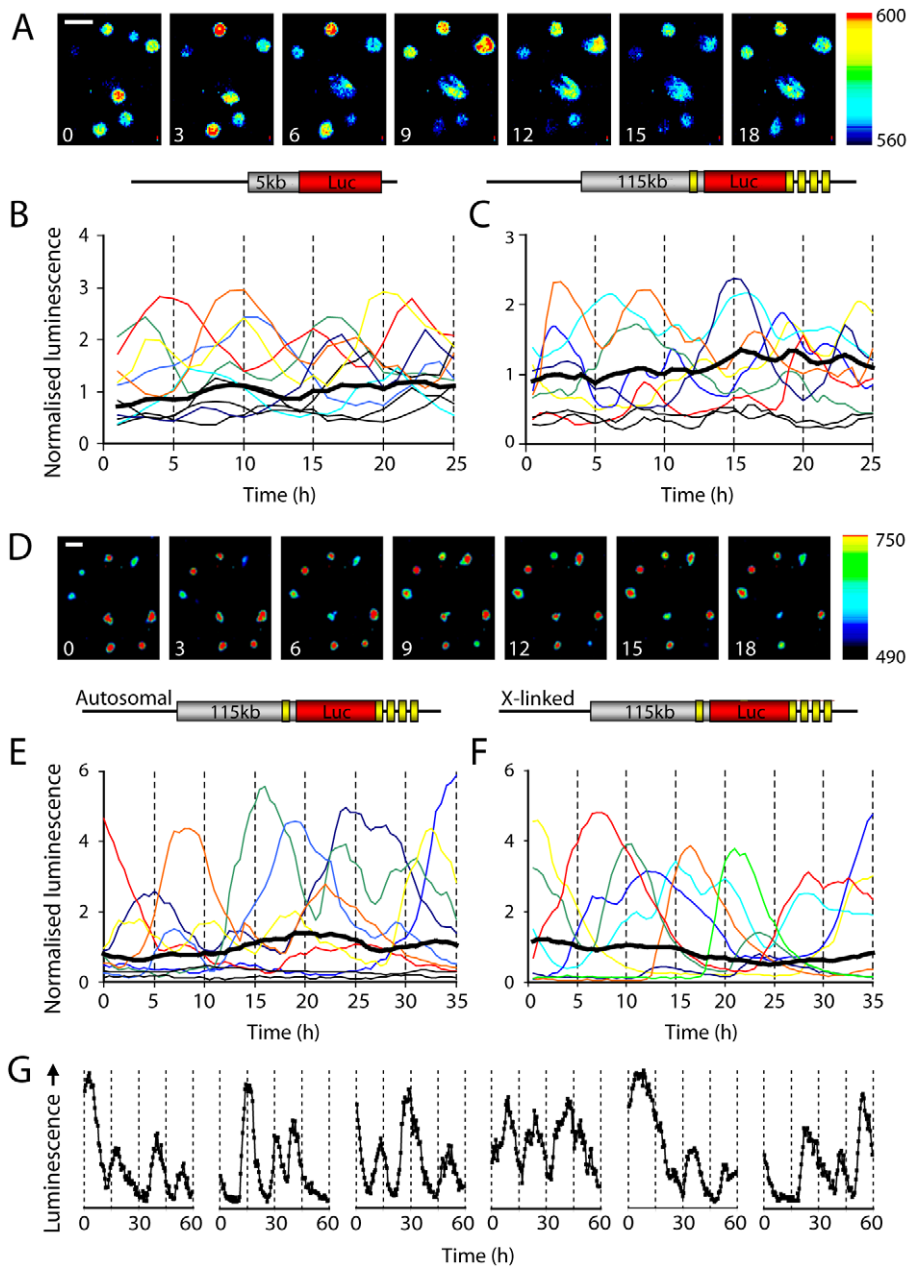 A
0 3 6 9 12 15 18
600
560
5kb Luc
115kb Luc
B
Normalised luminescence
4
3
2
1
0
0 5 10 15 20 25
Time (h)
C
3
2
1
0
0 5 10 15 20 25
Time (h)
D
0 3 6 9 12 15 18
750
490
Autosomal
115kb Luc
X-linked
115kb Luc
E
Normalised luminescence
6
4
2
0
0 5 10 15 20 25 30 35
Time (h)
F
6
4
2
0
0 5 10 15 20 25 30 35
Time (h)
G
Luminescence →
0 30 60 0 30 60 0 30 60 0 30 60 0 30 60 0 30 60
Time (h)